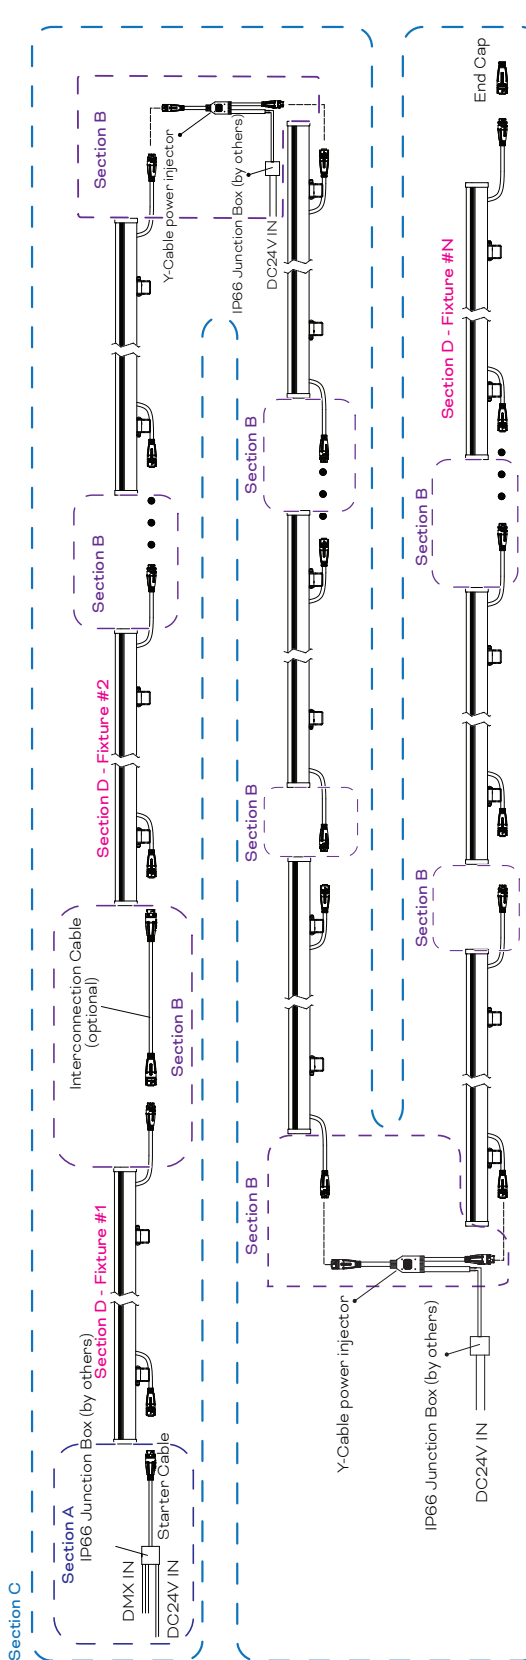 Section C
Section A
DMX IN
DC24V IN
IP66 Junction Box (by others)
Starter Cable
Section D - Fixture #1
Interconnection Cable
(optional)
Section B
Section D - Fixture #2
Section B
Section B
Y-Cable power injector
IP66 Junction Box (by others)
DC24V IN
Section B
Section B
Section B
Y-Cable power injector
IP66 Junction Box (by others)
DC24V IN
Section B
Section B
Section D - Fixture #N
End Cap